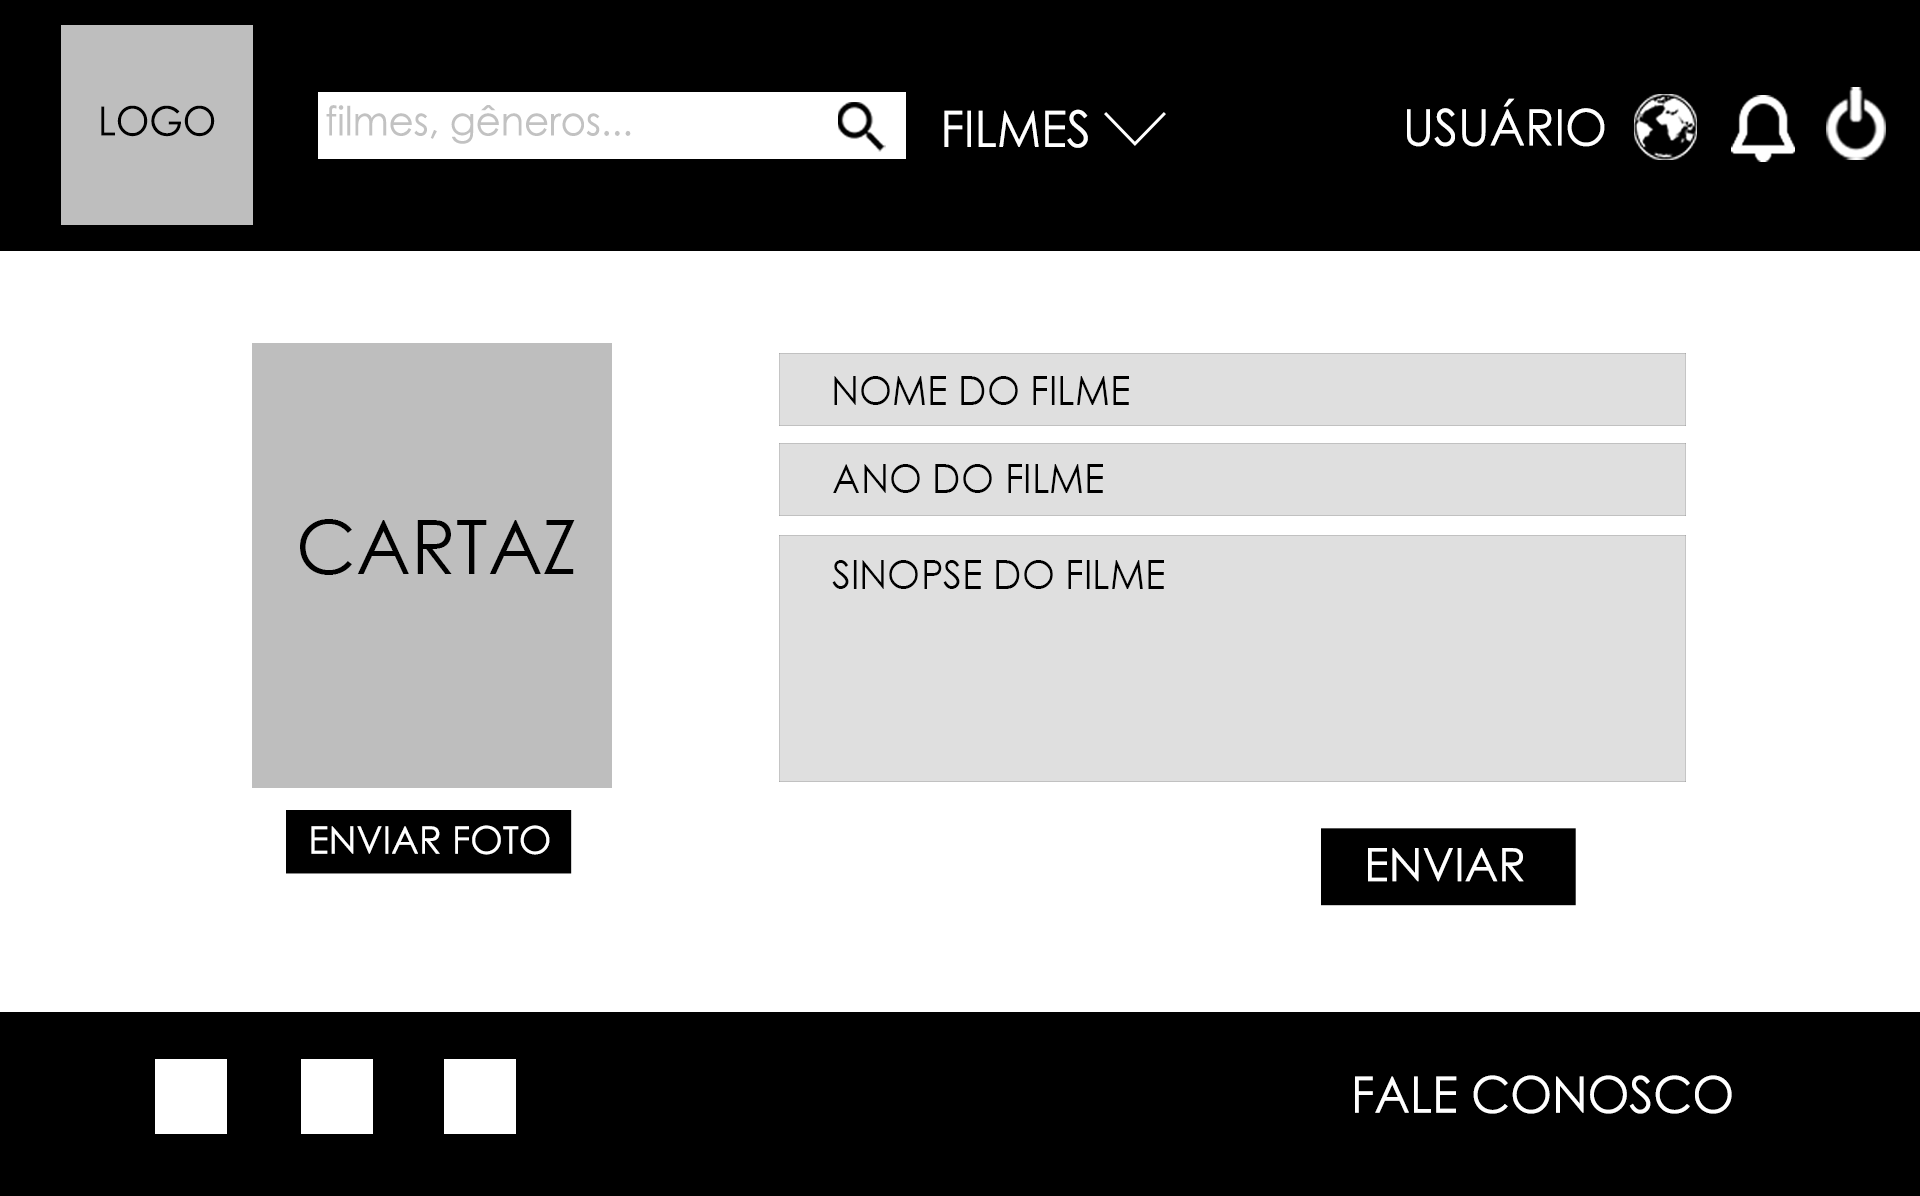 LOGO
filmes, gêneros...
FILMES
USUÁRIO
CARTAZ
ENVIAR FOTO
NOME DO FILME
ANO DO FILME
SINOPSE DO FILME
ENVIAR
FALE CONOSCO